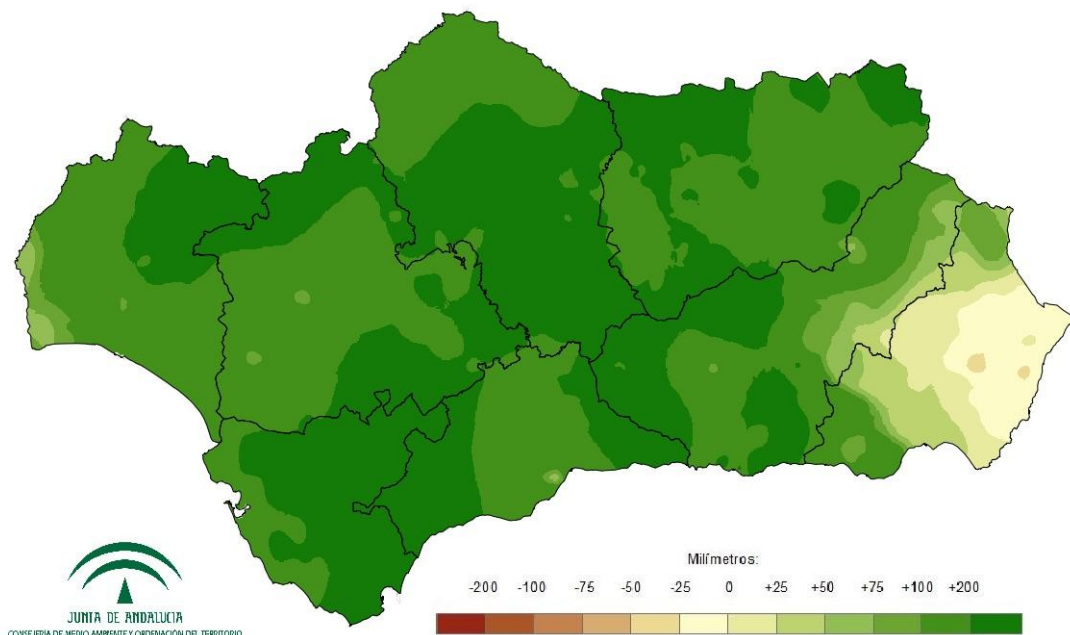 Milímetros:
-200 -100 -75 -50 -25 0 +25 +50 +75 +100 +200
JUNTA DE ANDALUCIA
CONSEJERIA DE MEDIO AMBIENTE Y ORDENACIÓN DEL TERRITORIO